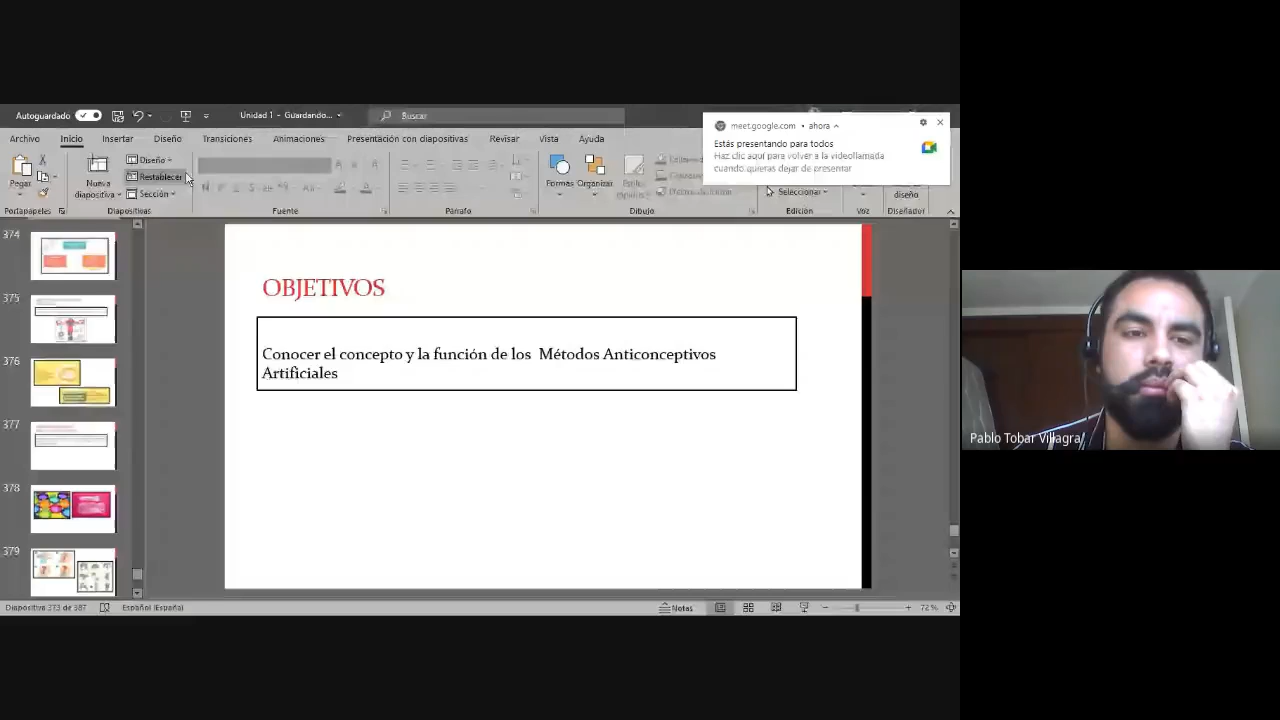 Autoguardado
Unidad 1 - Guardando...
Buscar
meet.google.com • ahora
Estás presentando para todos
Haz clic aquí para volver a la videollamada
cuando quieras dejar de presentar
Archivo Inicio Insertar Diseño Transiciones Animaciones Presentación con diapositivas Revisar Vista Ayuda
Pegar
Nueva
diapositiva
Diseño
Restablecer
Sección
Formas
Organizar
Estilos
Seleccionar
diseño
Portapapeles Diapositivas Fuente Párrafo Dibujo Edición Voz Diseñador
374
375
376
377
378
379
OBJETIVOS
Conocer el concepto y la función de los Métodos Anticonceptivos
Artificiales
Pablo Tobar Villagra
Diapositiva 373 de 387 Español (España) Notas 72 %